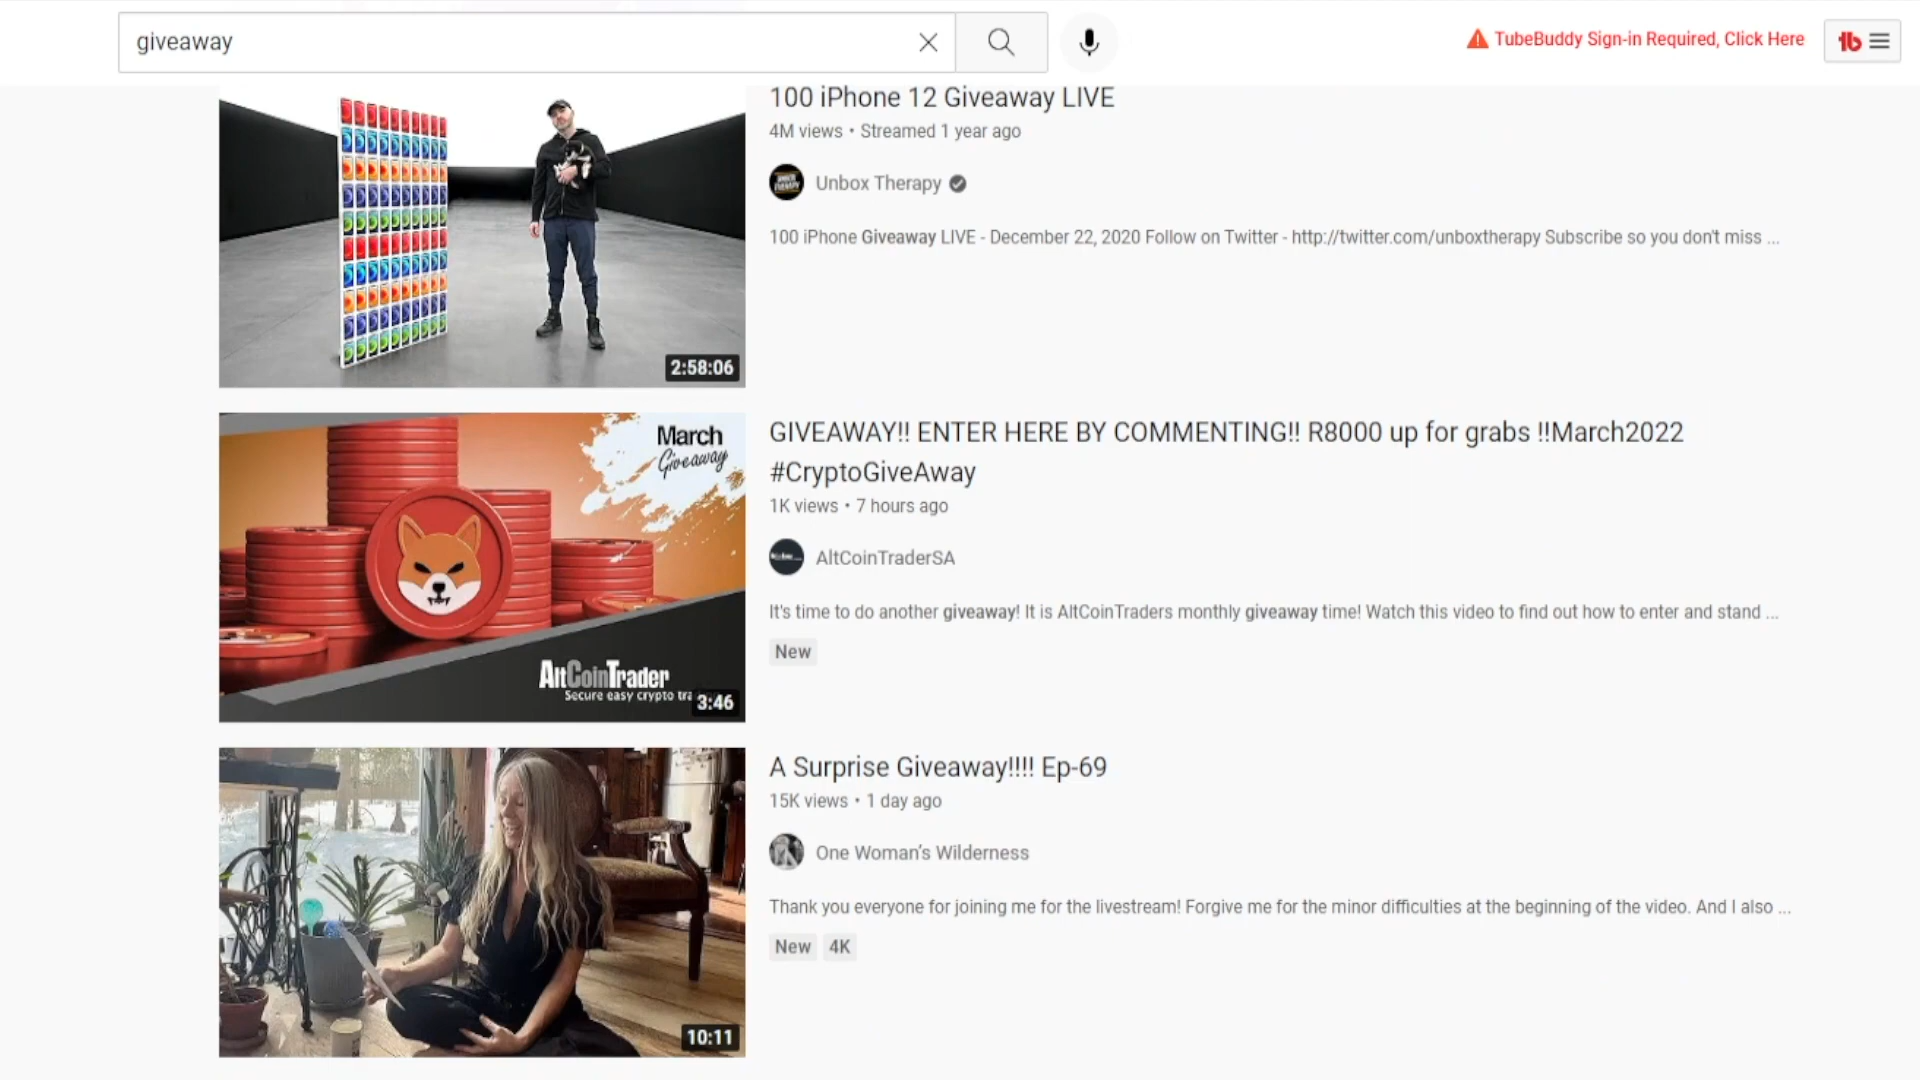 giveaway
TubeBuddy Sign-in Required, Click Here
tb
100 iPhone 12 Giveaway LIVE
4M views • Streamed 1 year ago
Unbox Therapy
100 iPhone Giveaway LIVE - December 22, 2020 Follow on Twitter - http://twitter.com/unboxtherapy Subscribe so you don't miss ...
2:58:06
March
Giveaway
AltCoinTrader
Secure easy crypto
3:46
GIVEAWAY!! ENTER HERE BY COMMENTING!! R8000 up for grabs !!March2022
#CryptoGiveAway
1K views • 7 hours ago
AltCoinTraderSA
It's time to do another giveaway! It is AltCoinTraders monthly giveaway time! Watch this video to find out how to enter and stand ...
New
10:11
A Surprise Giveaway!!!! Ep-69
15K views • 1 day ago
One Woman's Wilderness
Thank you everyone for joining me for the livestream! Forgive me for the minor difficulties at the beginning of the video. And I also ...
New 4K